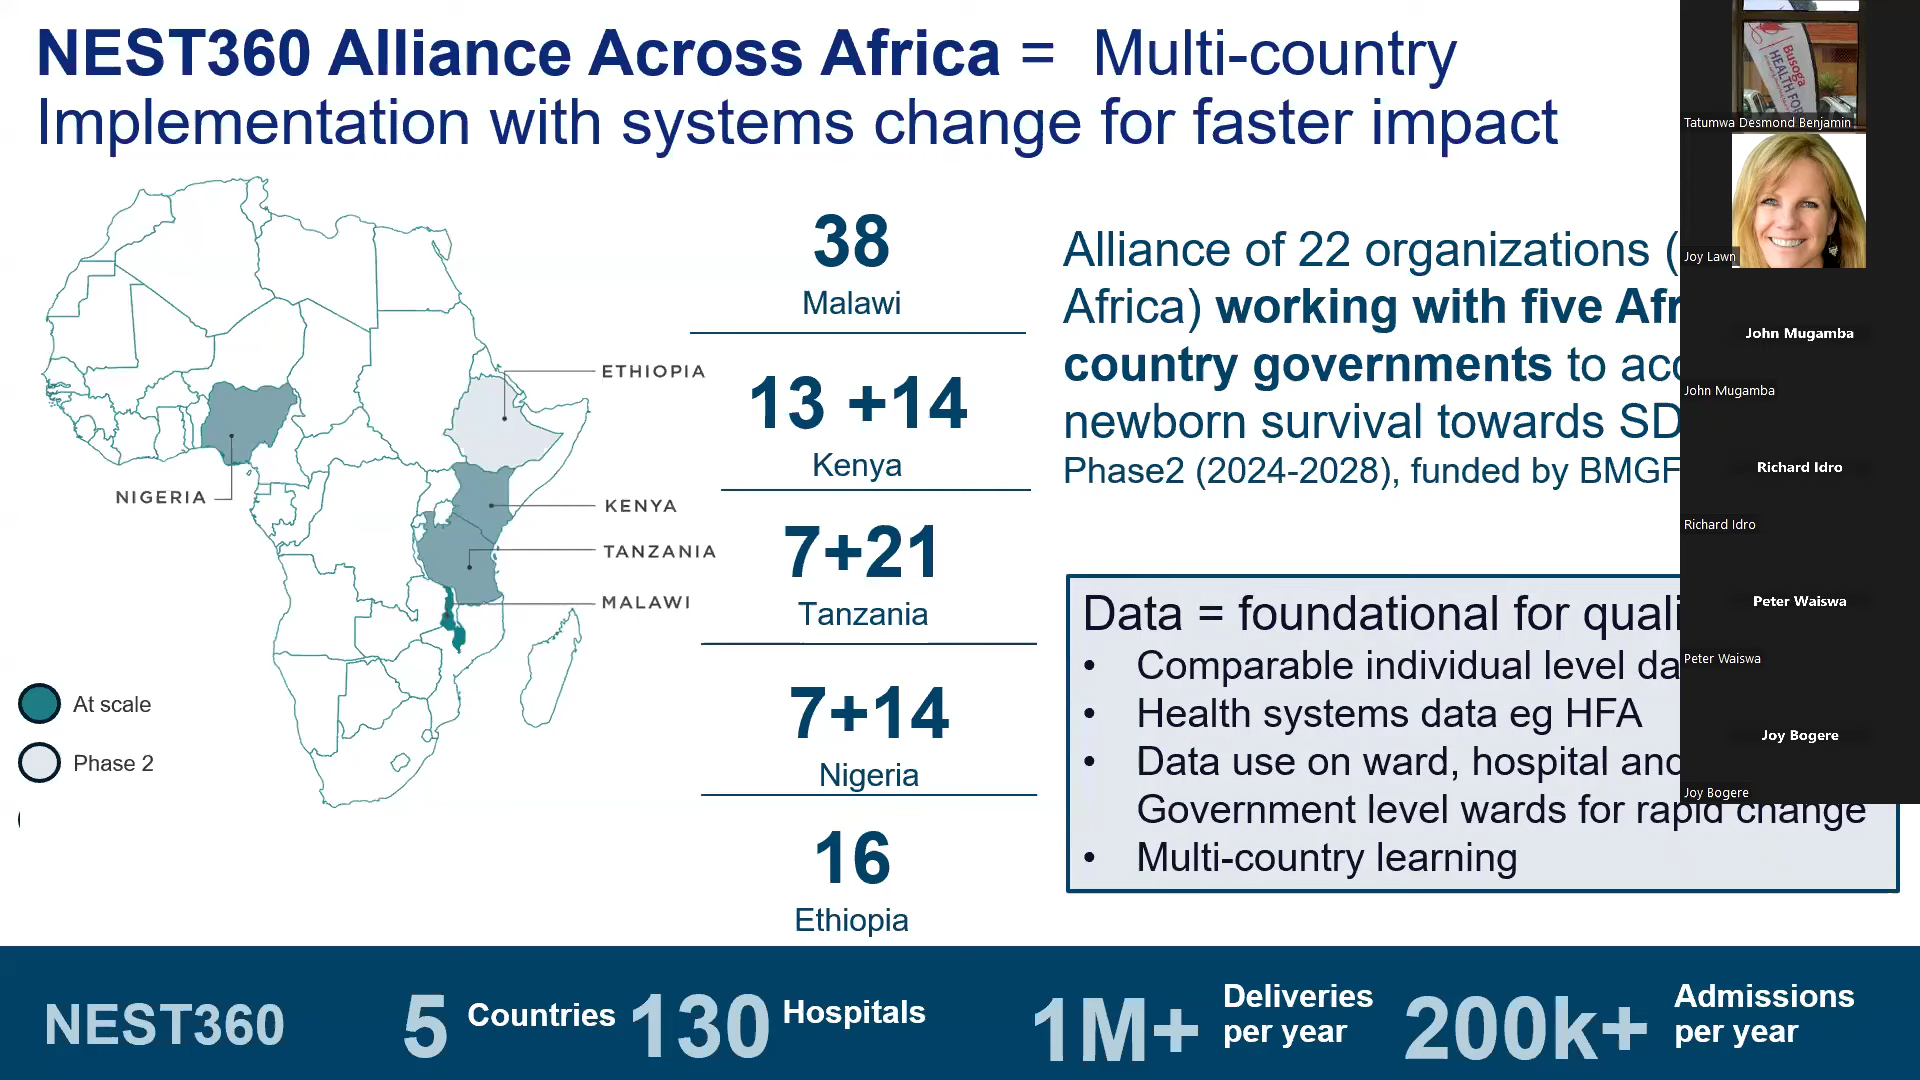 NEST360 Alliance Across Africa = Multi-country
Implementation with systems change for faster impact
ETHIOPIA
NIGERIA
KENYA
TANZANIA
MALAWI
At scale
Phase 2
38
Malawi
13 +14
Kenya
7+21
Tanzania
7+14
Nigeria
16
Ethiopia
Alliance of 22 organizations (
Africa) working with five Afr
country governments to acc
newborn survival towards SD
Phase2 (2024-2028), funded by BMGF
Data = foundational for quali
• Comparable individual level da
• Health systems data eg HFA
• Data use on ward, hospital and
Government level wards for rapid change
• Multi-country learning
NEST360
5 Countries
130 Hospitals
1M+ Deliveries
per year
200k+ Admissions
per year
Busoga
HEALTH FO
Tatumwa Desmond Benjamin
Joy Lawn
John Mugamba
John Mugamba
Richard Idro
Richard Idro
Peter Waiswa
Peter Waiswa
Joy Bogere
Joy Bogere